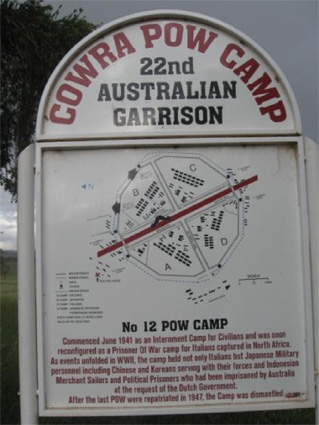 COWRA POW CAMP
22nd
AUSTRALIAN
GARRISON
N
B
C
A
D
SCALE
No 12 POW CAMP
Commenced June 1941 as an Internment Camp for Civilians and was soon
reconfigured as a Prisoner Of War camp for Italians captured in North Africa.
As events unfolded in WWII, the camp held not only Italians but Japanese Military
personnel including Chinese and Koreans serving with their forces and Indonesian
Merchant Sailors and Political Prisoners who had been imprisoned by Australia
at the request of the Dutch Government.
After the last POW were repatriated in 1947, the Camp was dismantled